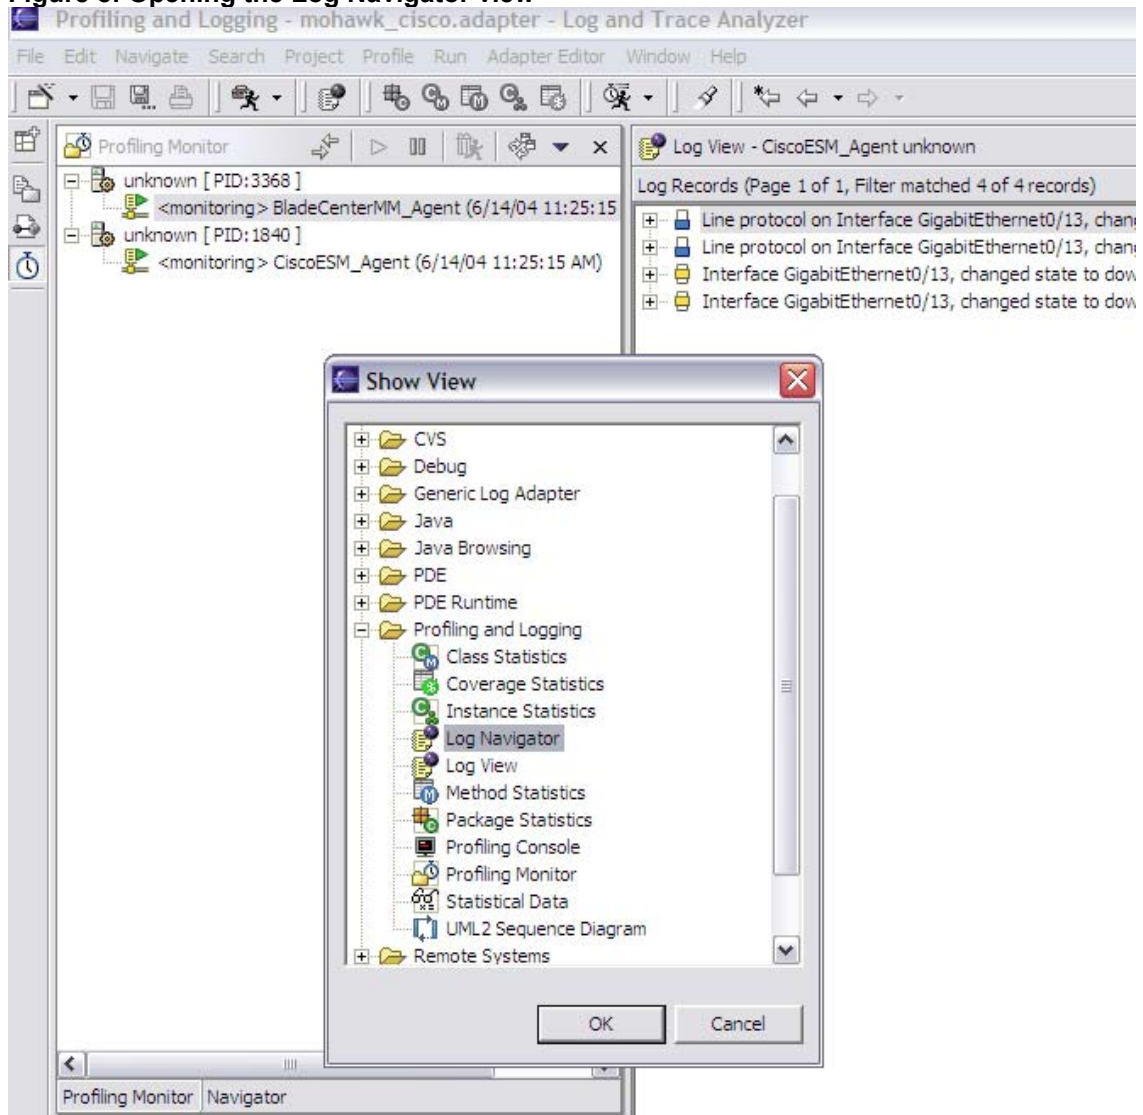 Figure 8. Opening the Log Navigator view
Profiling and Logging - mohawk_cisco.adapter - Log and Trace Analyzer
File Edit Navigate Search Project Profile Run Adapter Editor Window Help
Profiling Monitor
unknown [ PID:3368 ]
<monitoring> BladeCenterMM_Agent (6/14/04 11:25:15
unknown [ PID:1840 ]
<monitoring> CiscoESM_Agent (6/14/04 11:25:15 AM)
Log View - CiscoESM_Agent unknown
Log Records (Page 1 of 1, Filter matched 4 of 4 records)
Line protocol on Interface GigabitEthernet0/13, chan
Line protocol on Interface GigabitEthernet0/13, chan
Interface GigabitEthernet0/13, changed state to dow
Interface GigabitEthernet0/13, changed state to dow
Show View
CVS
Debug
Generic Log Adapter
Java
Java Browsing
PDE
PDE Runtime
Profiling and Logging
Class Statistics
Coverage Statistics
Instance Statistics
Log Navigator
Log View
Method Statistics
Package Statistics
Profiling Console
Profiling Monitor
Statistical Data
UML2 Sequence Diagram
Remote Systems
OK Cancel
Profiling Monitor Navigator